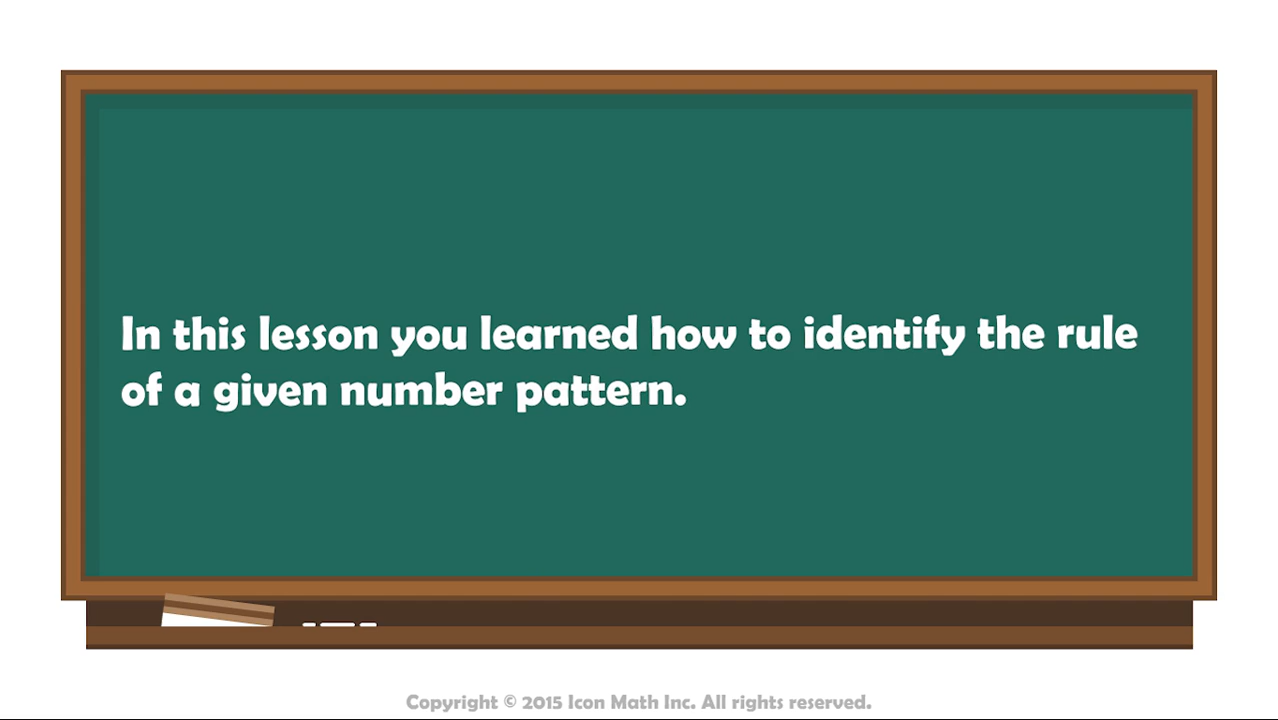 In this lesson you learned how to identify the rule
of a given number pattern.
Copyright © 2015 Icon Math Inc. All rights reserved.